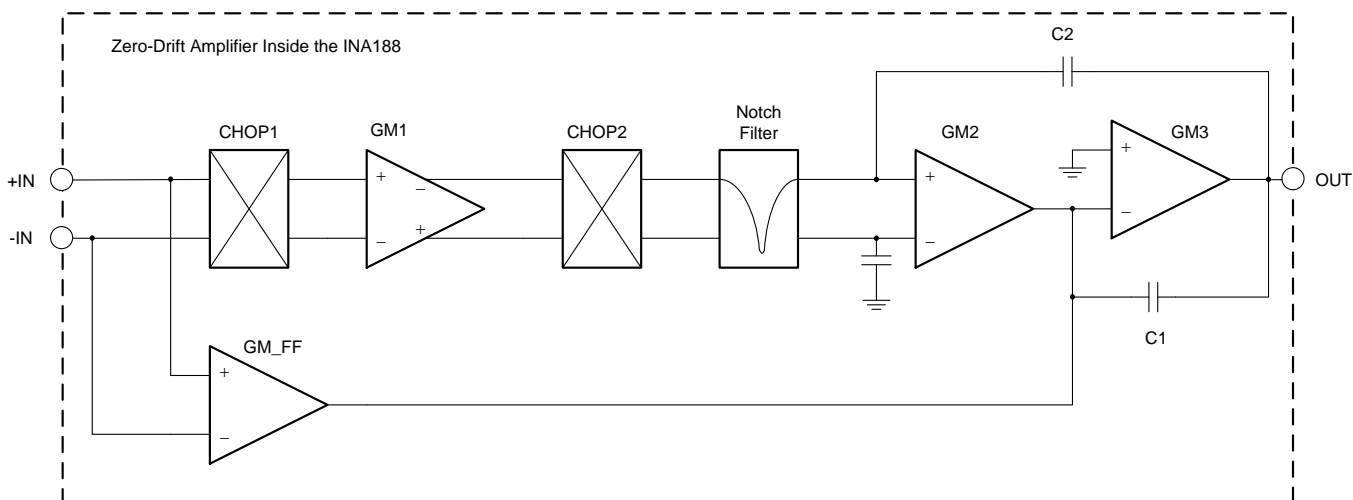 Zero-Drift Amplifier Inside the INA188
C2
CHOP1
GM1
CHOP2
Notch
Filter
GM2
GM3
+IN
-IN
OUT
+
−
−
+
+
−
+
−
C1
GM_FF
+
−